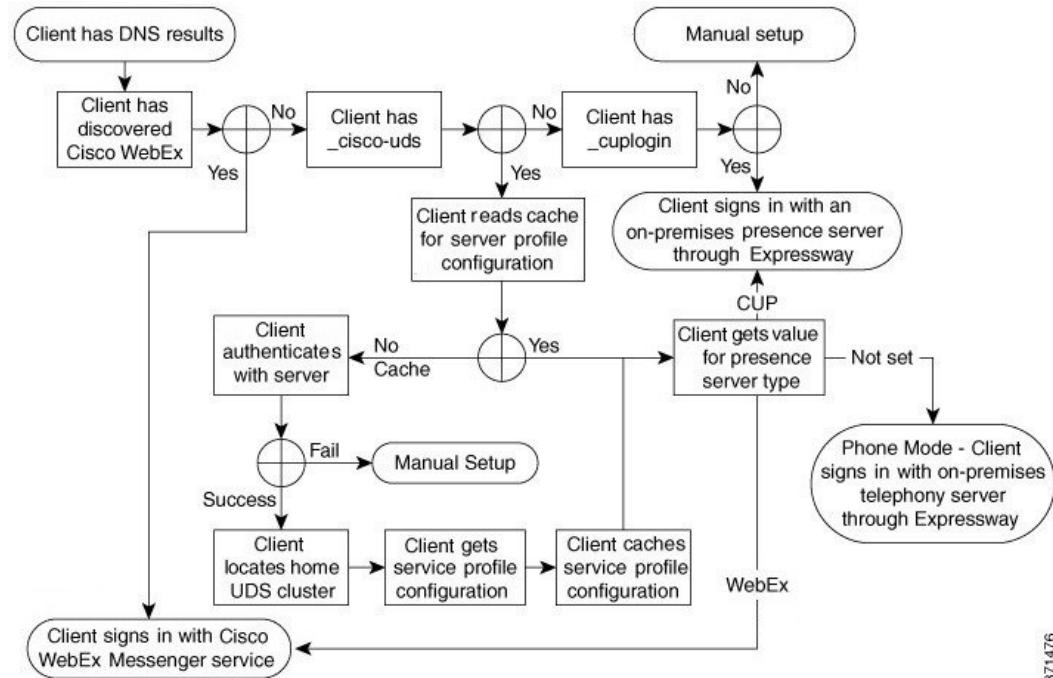 Client has DNS results
Manual setup
No
Client has
discovered
Cisco WebEx
No
Client has
_cisco-uds
No
Client has
_cuplogin
Yes
Yes
Yes
Client reads cache
for server profile
configuration
Client signs in with an
on-premises presence server
through Expressway
CUP
Client
authenticates
with server
No
Cache
Yes
Client gets value
for presence
server type
Not set
Fail
Manual Setup
Success
Phone Mode - Client
signs in with on-premises
telephony server
through Expressway
Client
locates home
UDS cluster
Client gets
service profile
configuration
Client caches
service profile
configuration
WebEx
Client signs in with Cisco
WebEx Messenger service
371476